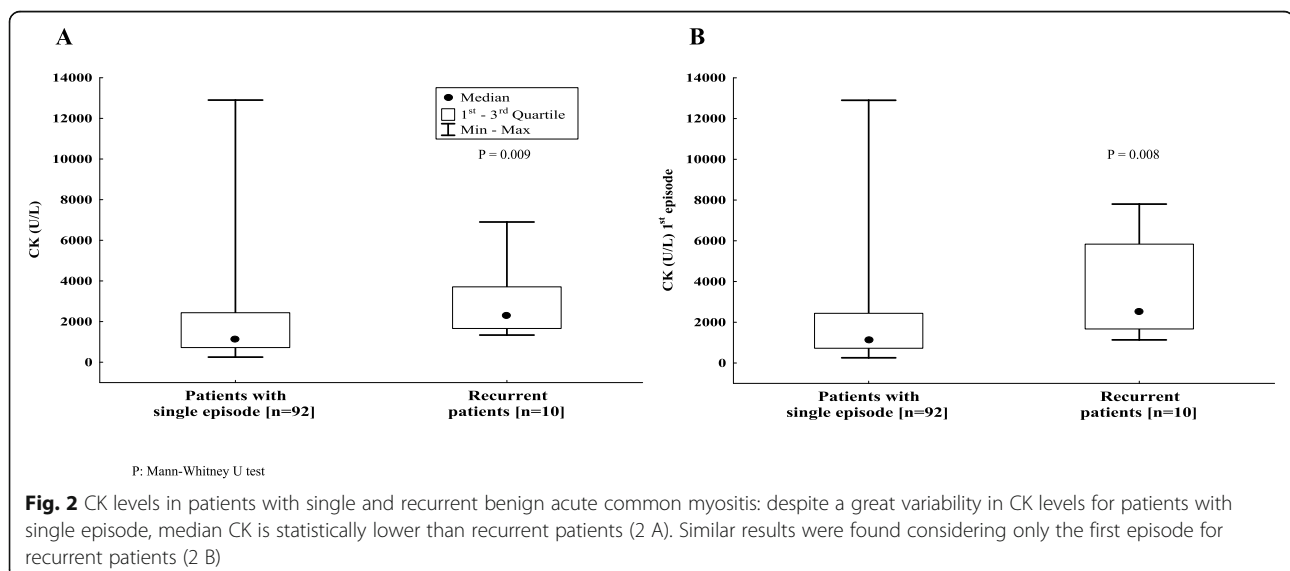 A
14000
12000
10000
8000
6000
4000
2000
0
CK (U/L)
Median
1st - 3rd Quartile
Min - Max
P = 0.009
Patients with
single episode [n=92]
Recurrent
patients [n=10]
P: Mann-Whitney U test
B
14000
12000
10000
8000
6000
4000
2000
0
CK (U/L) 1st episode
P = 0.008
Patients with
single episode [n=92]
Recurrent
patients [n=10]
Fig. 2 CK levels in patients with single and recurrent benign acute common myositis: despite a great variability in CK levels for patients with
single episode, median CK is statistically lower than recurrent patients (2 A). Similar results were found considering only the first episode for
recurrent patients (2 B)